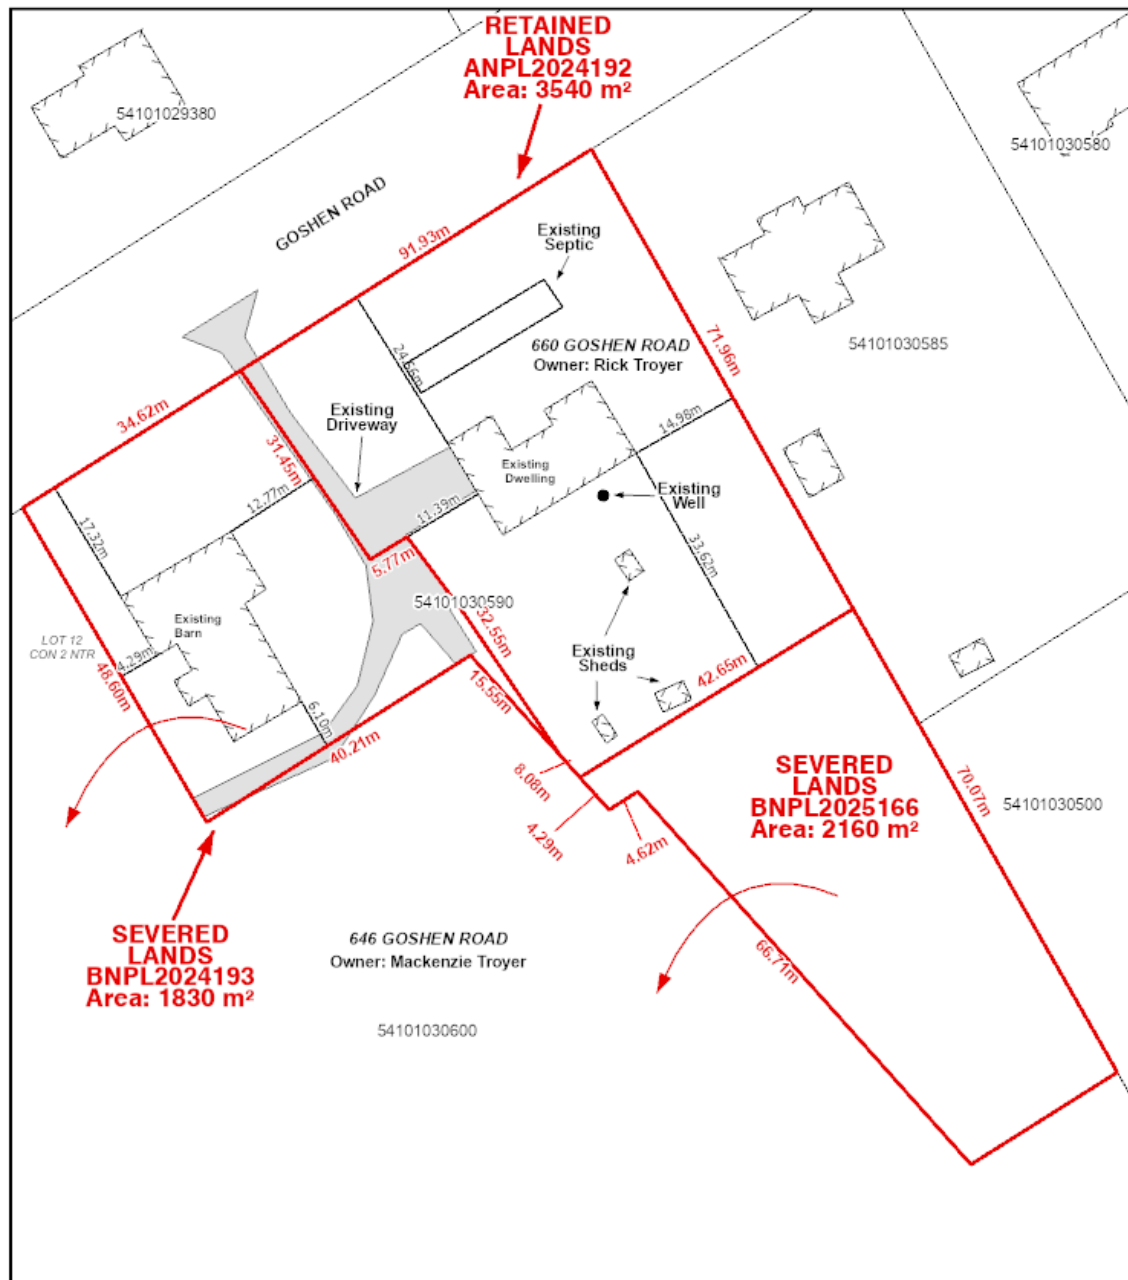 RETAINED
LANDS
ANPL2024192
Area: 3540 m²
54101029380
54101030580
GOSHEN ROAD
91.93m
Existing
Septic
71.96m
660 GOSHEN ROAD
Owner: Rick Troyer
54101030585
24.66m
34.62m
Existing
Driveway
31.45m
14.98m
Existing
Dwelling
12.77m
11.39m
Existing
Well
17.32m
33.62m
5.77m
54101030590
32.55m
Existing
Barn
LOT 12
CON 2 NTR
4.29m
Existing
Sheds
48.60m
15.55m
42.65m
6.10m
40.21m
8.08m
SEVERED
LANDS
BNPL2025166
Area: 2160 m²
70.07m
54101030500
4.29m
4.62m
SEVERED
LANDS
BNPL2024193
Area: 1830 m²
646 GOSHEN ROAD
Owner: Mackenzie Troyer
66.71m
54101030600